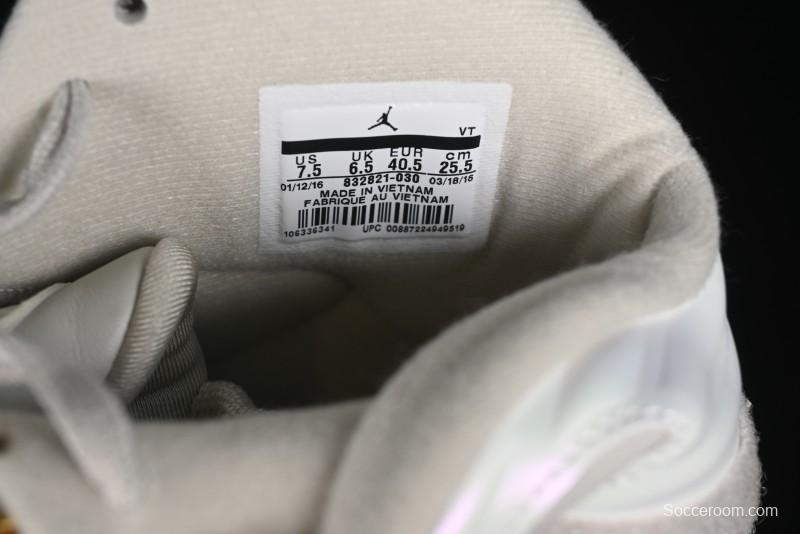 VT
US UK EUR cm
7.5 6.5 40.5 25.5
01/12/16 832821-030 03/18/15
MADE IN VIETNAM
FABRIQUE AU VIETNAM
106336341 UPC 00887224949519
Socceroom.com